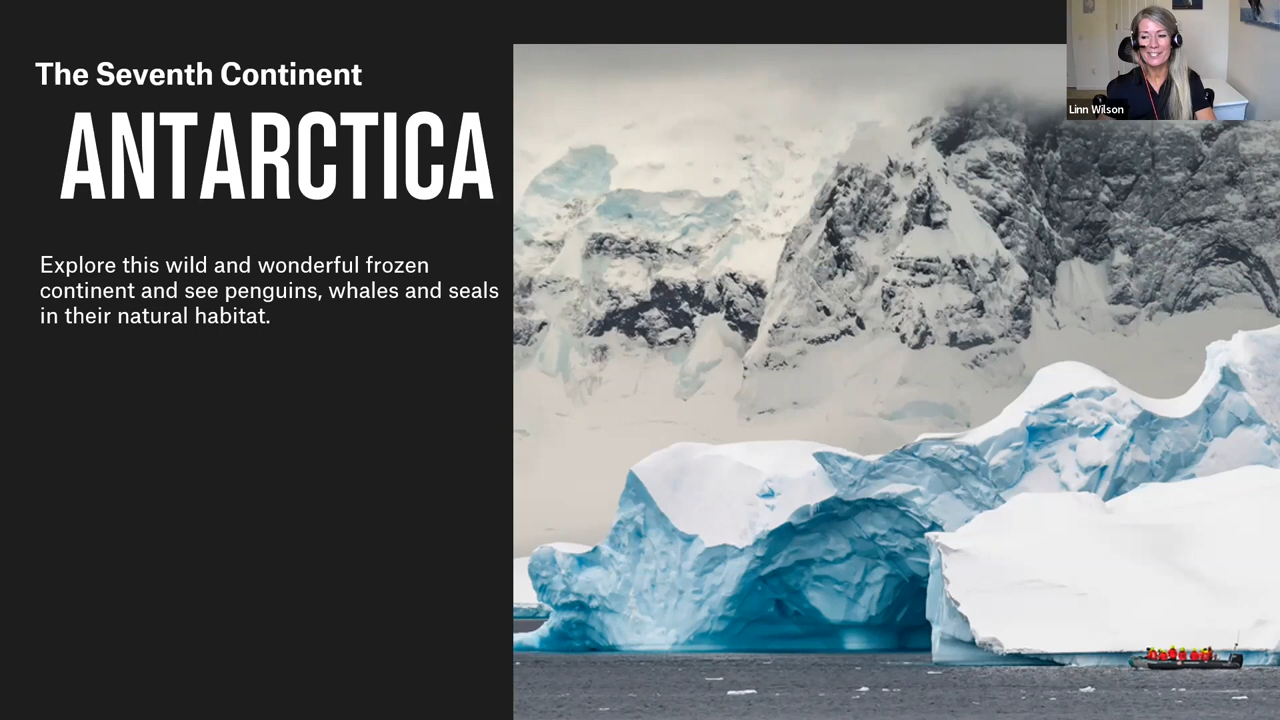 The Seventh Continent
ANTARCTICA
Explore this wild and wonderful frozen
continent and see penguins, whales and seals
in their natural habitat.
Linn Wilson